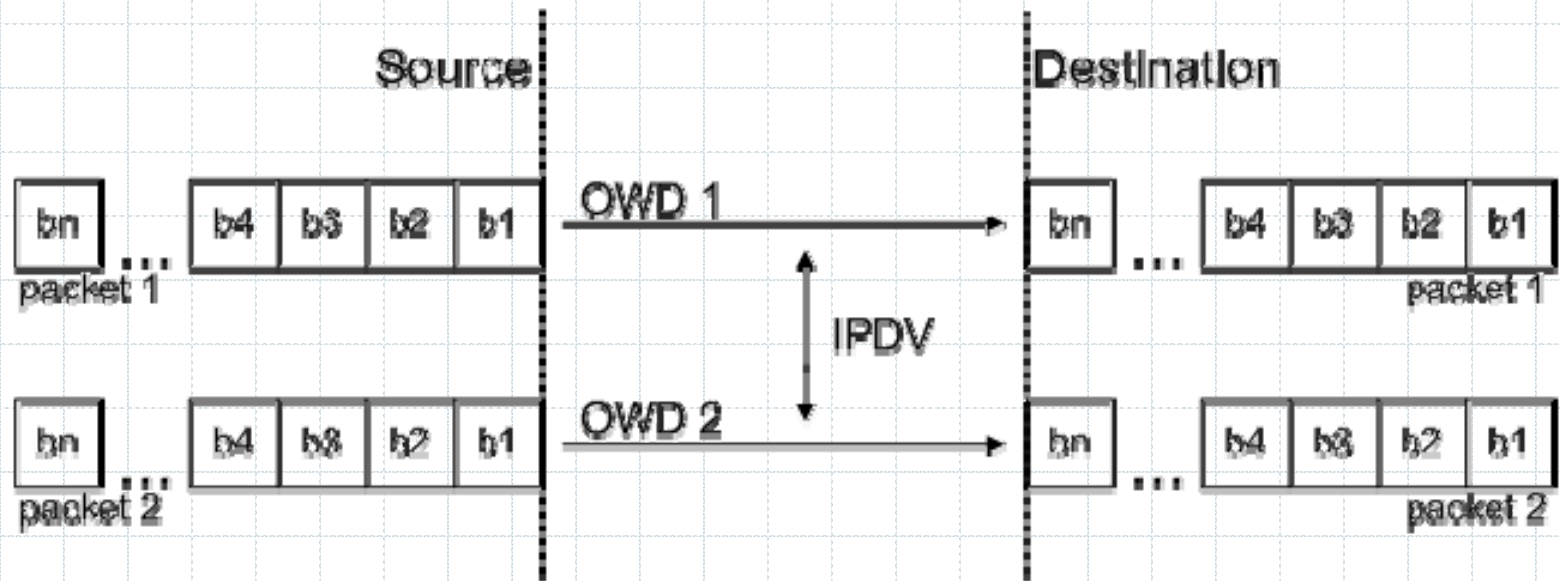 Source Destination
OWD 1
bn ... b4 b3 b2 b1 bn ... b4 b3 b2 b1
packet 1 packet 1
IPDV
OWD 2
bn ... b4 b3 b2 b1 bn ... b4 b3 b2 b1
packet 2 packet 2